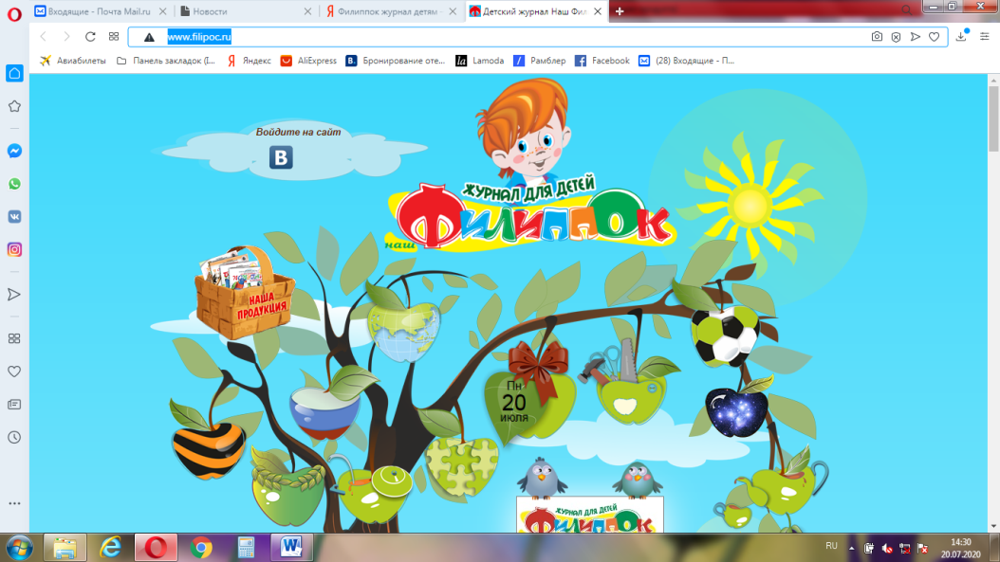 Входящие - Почта Mail.ru
Новости
Филиппок журнал детям -
Детский журнал Наш Фил
www.filipoc.ru
Авиабилеты
Панель закладок (I...
Яндекс
AliExpress
Бронирование оте...
Lamoda
Рамблер
Facebook
(28) Входящие - П...
Войдите на сайт
В
ЖУРНАЛ ДЛЯ ДЕТЕЙ
наш Филиппок
НАША
ПРОДУКЦИЯ
Пн
20
июля
ЖУРНАЛ ДЛЯ ДЕТЕЙ
Филиппок
RU
14:30
20.07.2020